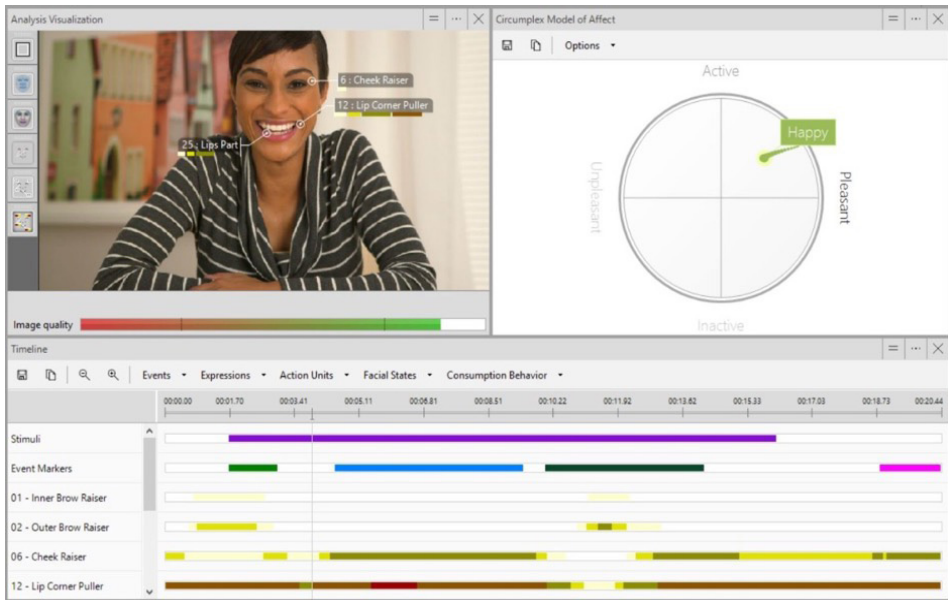 Analysis Visualization
6 : Cheek Raiser
12 : Lip Corner Puller
25 : Lips Part
Image quality
Circumplex Model of Affect
Options
Active
Happy
Unpleasant
Pleasant
Inactive
Timeline
Events Expressions Action Units Facial States Consumption Behavior
00:00.00 00:01.70 00:03.41 00:05.11 00:06.81 00:08.51 00:10.22 00:11.92 00:13.62 00:15.33 00:17.03 00:18.73 00:20.44
Stimuli
Event Markers
01 - Inner Brow Raiser
02 - Outer Brow Raiser
06 - Cheek Raiser
12 - Lip Corner Puller